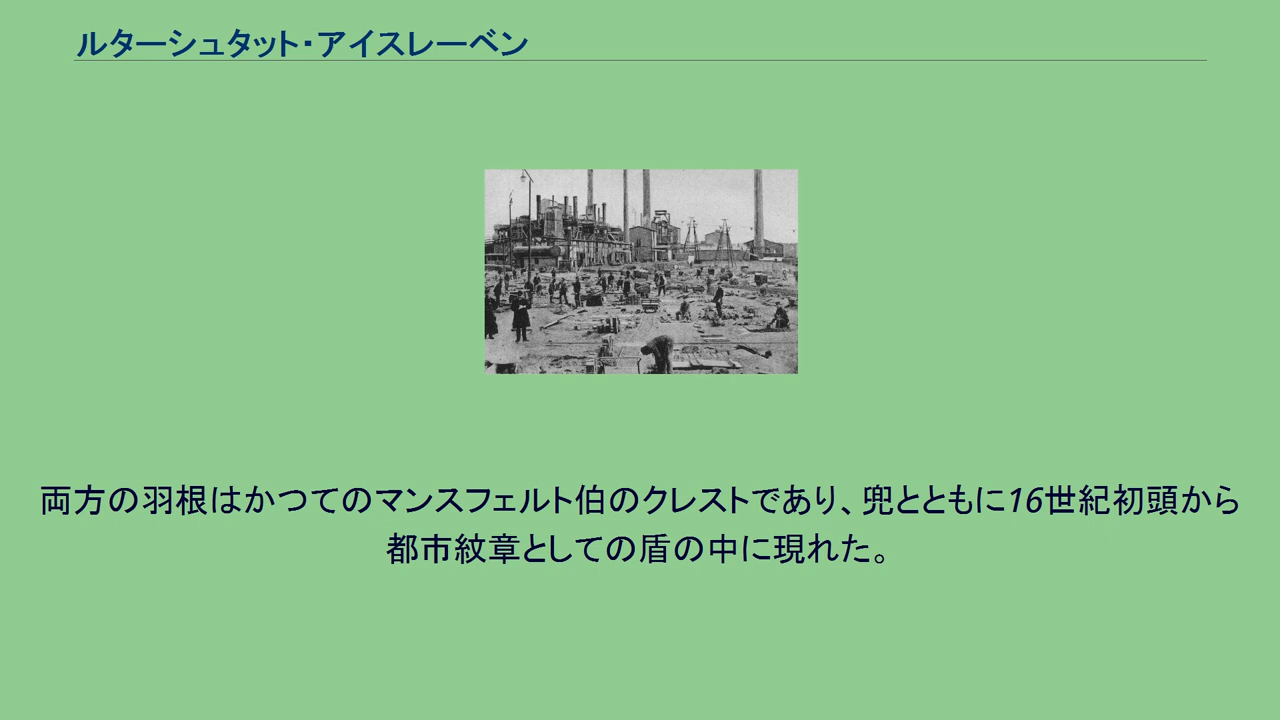 ルターシュタット・アイスレーベン
両方の羽根はかつてのマンスフェルト伯のクレストであり、兜とともに16世紀初頭から
都市紋章としての盾の中に現れた。